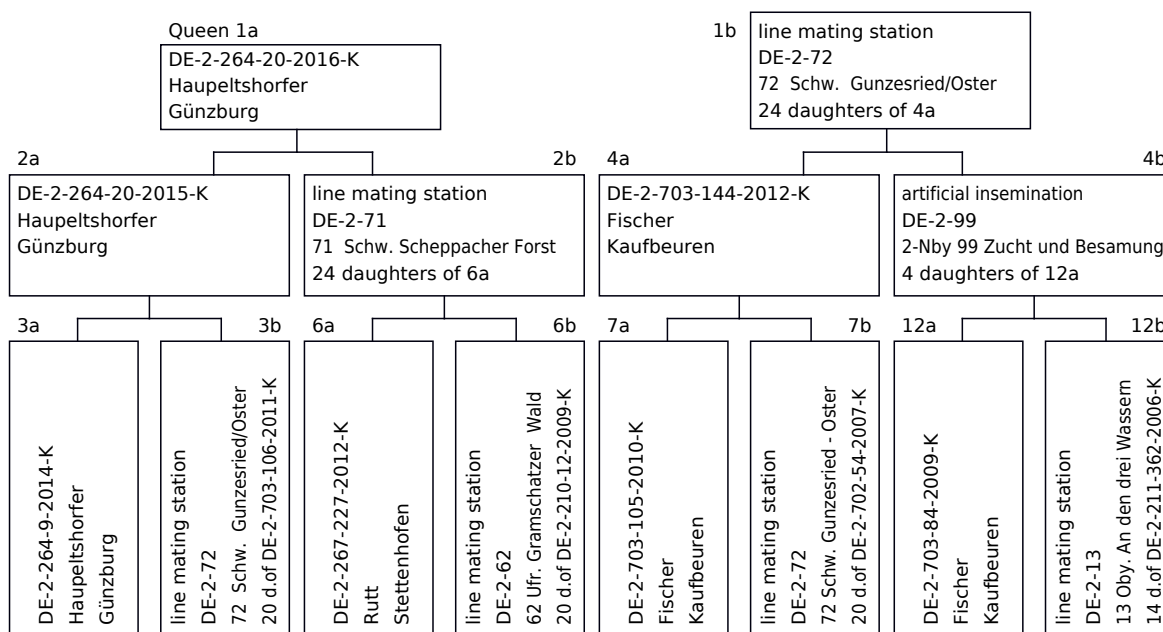 Queen 1a
DE-2-264-20-2016-K
Haupeltshorfer
Günzburg
1b
line mating station
DE-2-72
72 Schw. Gunzesried/Oster
24 daughters of 4a
2a
DE-2-264-20-2015-K
Haupeltshorfer
Günzburg
2b
line mating station
DE-2-71
71 Schw. Scheppacher Forst
24 daughters of 6a
4a
DE-2-703-144-2012-K
Fischer
Kaufbeuren
4b
artificial insemination
DE-2-99
2-Nby 99 Zucht und Besamung
4 daughters of 12a
3a
DE-2-264-9-2014-K
Haupeltshorfer
Günzburg
3b
line mating station
DE-2-72
72 Schw. Gunzesried/Oster
20 d.of DE-2-703-106-2011-K
6a
DE-2-267-227-2012-K
Rutt
Stettenhofen
6b
line mating station
DE-2-62
62 Ufr. Gramschatzer Wald
20 d.of DE-2-210-12-2009-K
7a
DE-2-703-105-2010-K
Fischer
Kaufbeuren
7b
line mating station
DE-2-72
72 Schw. Gunzesried - Oster
20 d.of DE-2-702-54-2007-K
12a
DE-2-703-84-2009-K
Fischer
Kaufbeuren
12b
line mating station
DE-2-13
13 Oby. An den drei Wassern
14 d.of DE-2-211-362-2006-K